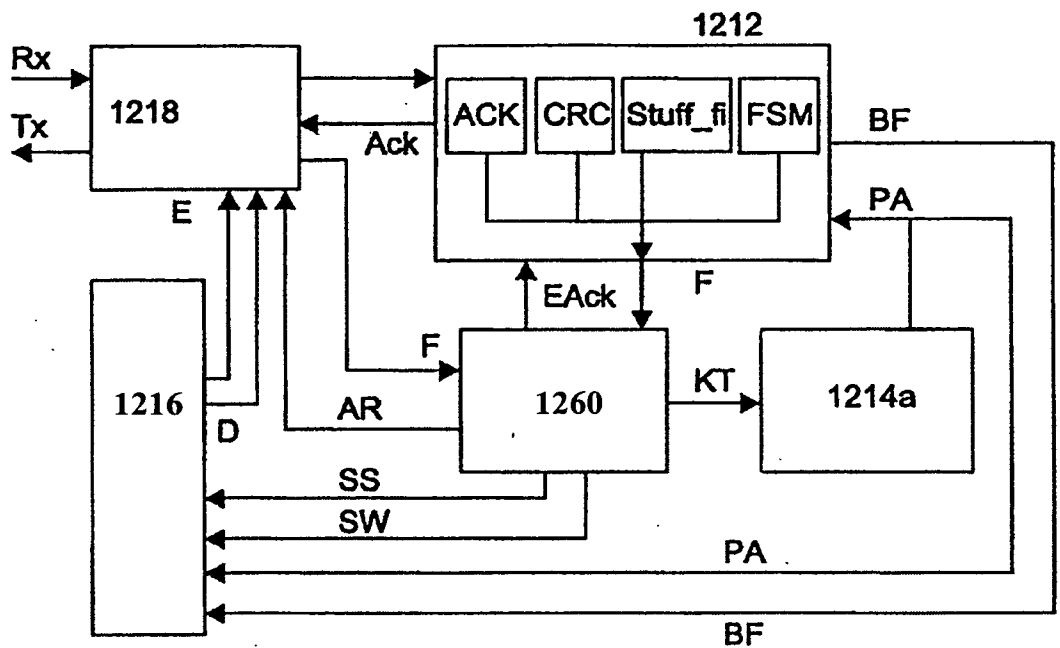 1212
Rx
1218
ACK
CRC
Stuff_fi
FSM
BF
Tx
Ack
E
PA
EAck
F
F
1216
1260
KT
1214a
D
AR
SS
SW
PA
BF